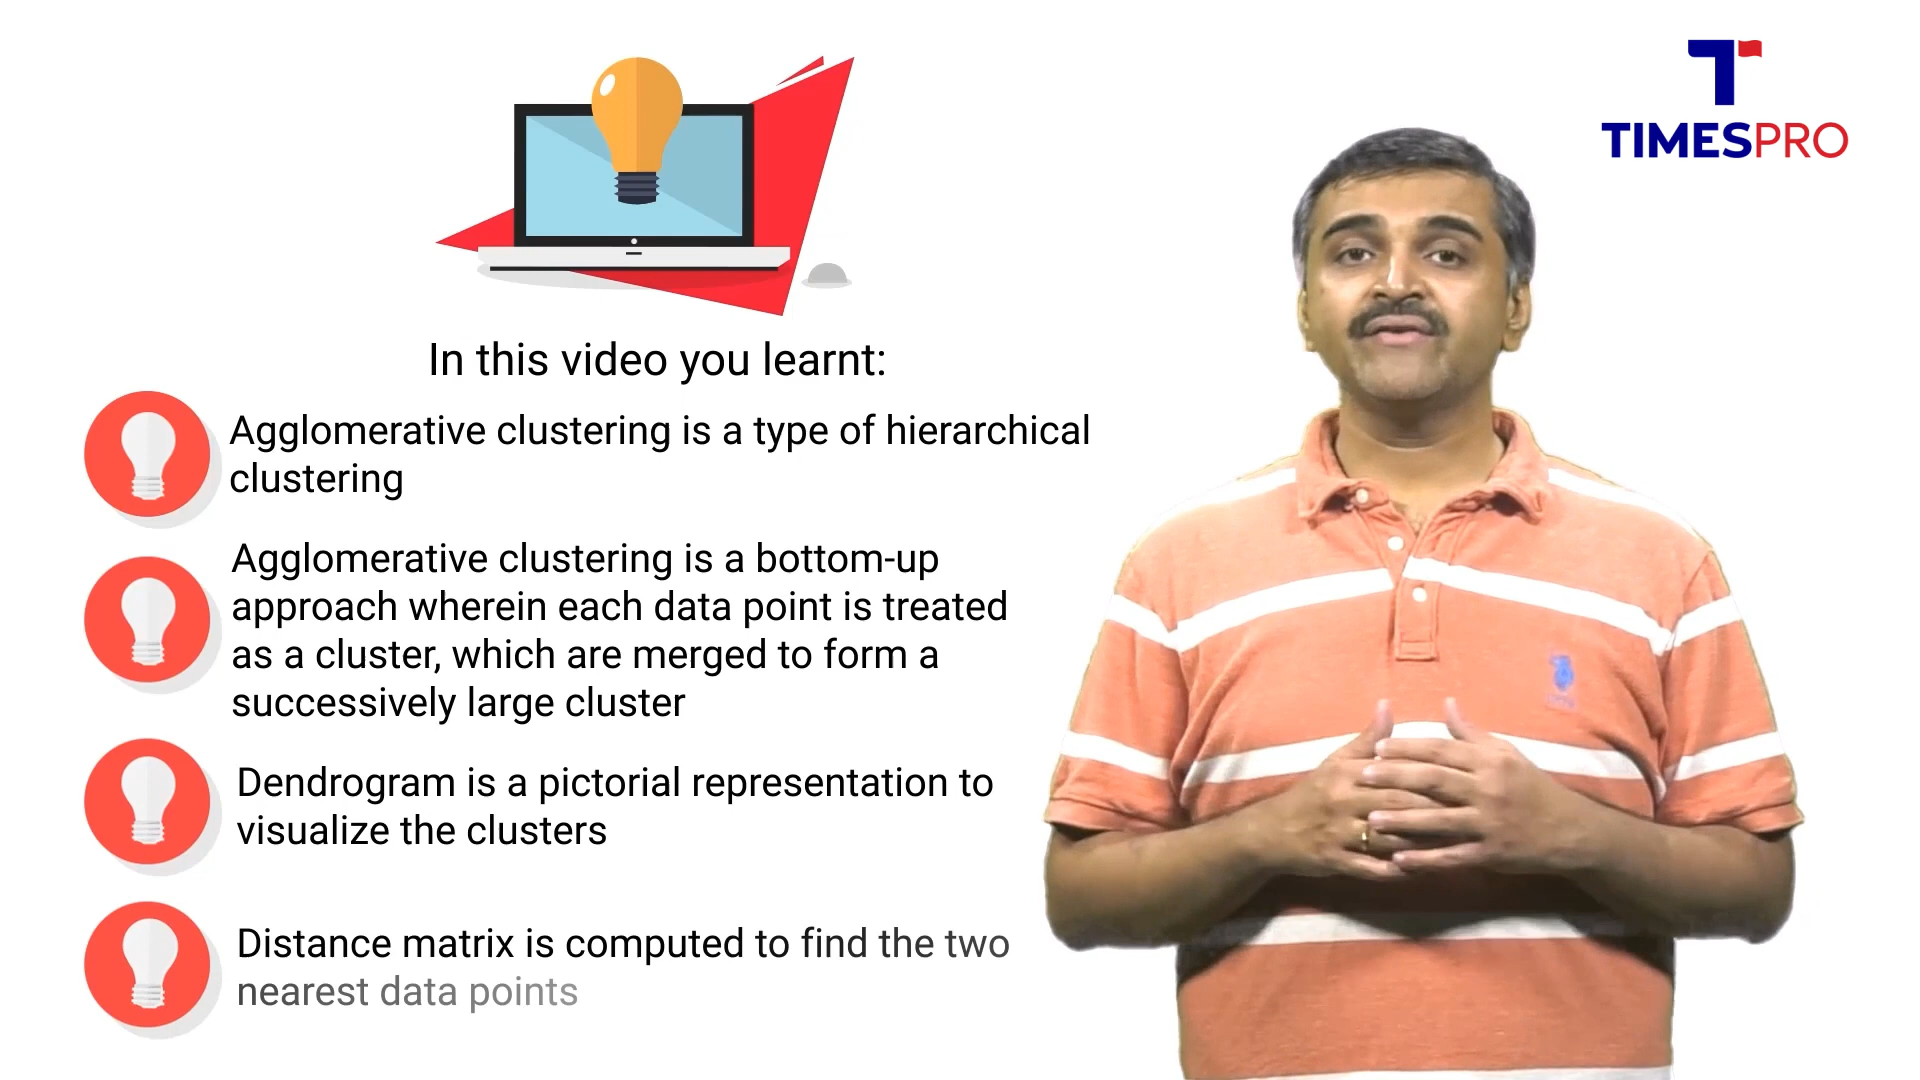 TIMESPRO
In this video you learnt:
Agglomerative clustering is a type of hierarchical
clustering
Agglomerative clustering is a bottom-up
approach wherein each data point is treated
as a cluster, which are merged to form a
successively large cluster
Dendrogram is a pictorial representation to
visualize the clusters
Distance matrix is computed to find the two
nearest data points